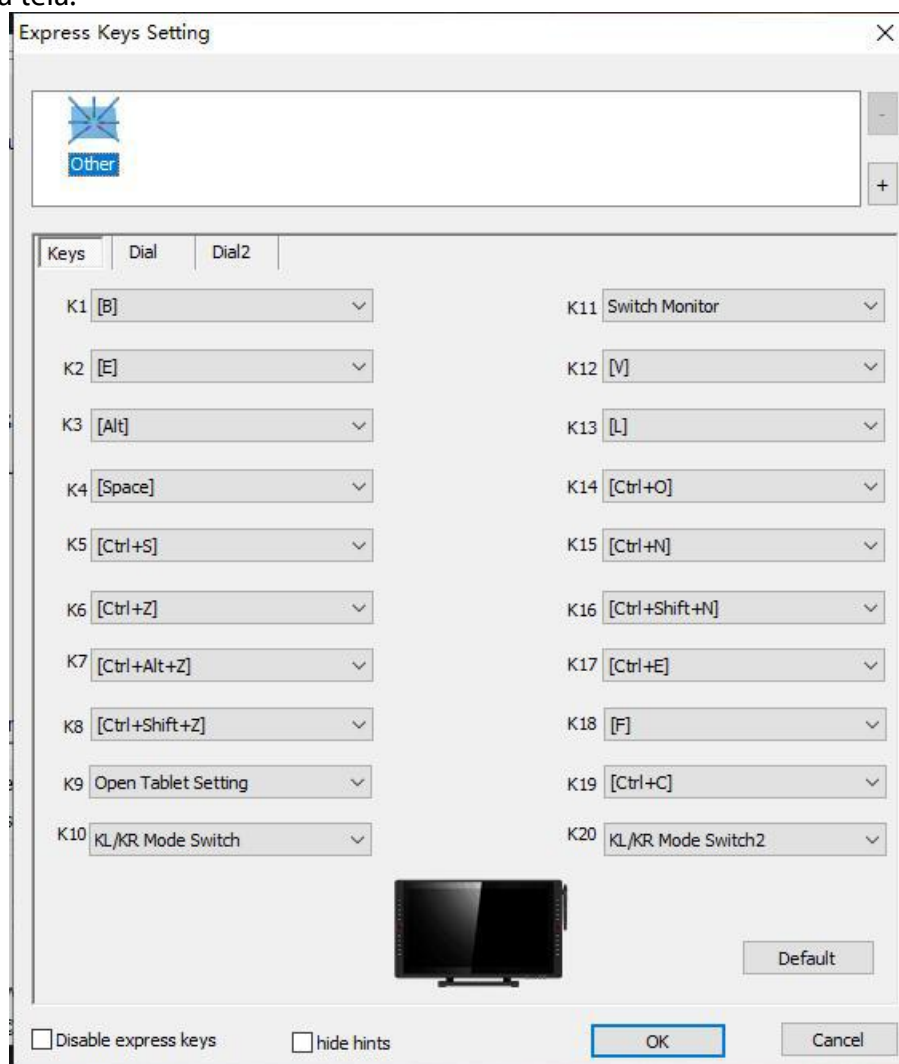 a tela.
Express Keys Setting
Other
-
+
Keys Dial Dial2
K1 [B]
K11 Switch Monitor
K2 [E]
K12 [V]
K3 [Alt]
K13 [L]
K4 [Space]
K14 [Ctrl+O]
K5 [Ctrl+S]
K15 [Ctrl+N]
K6 [Ctrl+Z]
K16 [Ctrl+Shift+N]
K7 [Ctrl+Alt+Z]
K17 [Ctrl+E]
K8 [Ctrl+Shift+Z]
K18 [F]
K9 Open Tablet Setting
K19 [Ctrl+C]
K10 KL/KR Mode Switch
K20 KL/KR Mode Switch2
Default
Disable express keys
hide hints
OK
Cancel